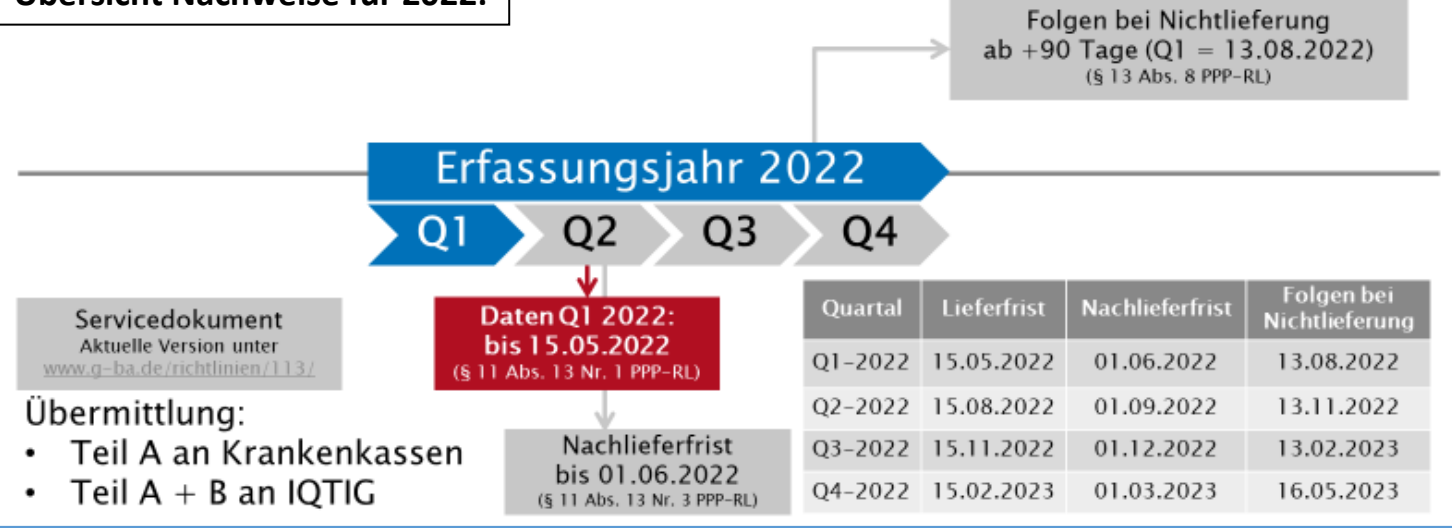 Übersicht Nachweise für 2022:
Folgen bei Nichtlieferung
ab +90 Tage (Q1 = 13.08.2022)
(§ 13 Abs. 8 PPP-RL)
Erfassungsjahr 2022
Q1 Q2 Q3 Q4
Servicedokument
Aktuelle Version unter
www.g-ba.de/richtlinien/113/
Daten Q1 2022:
bis 15.05.2022
(§ 11 Abs. 13 Nr. 1 PPP-RL)
Nachlieferfrist
bis 01.06.2022
(§ 11 Abs. 13 Nr. 3 PPP-RL)
Übermittlung:
• Teil A an Krankenkassen
• Teil A + B an IQTIG
Quartal Lieferfrist Nachlieferfrist Folgen bei Nichtlieferung
Q1-2022 15.05.2022 01.06.2022 13.08.2022
Q2-2022 15.08.2022 01.09.2022 13.11.2022
Q3-2022 15.11.2022 01.12.2022 13.02.2023
Q4-2022 15.02.2023 01.03.2023 16.05.2023